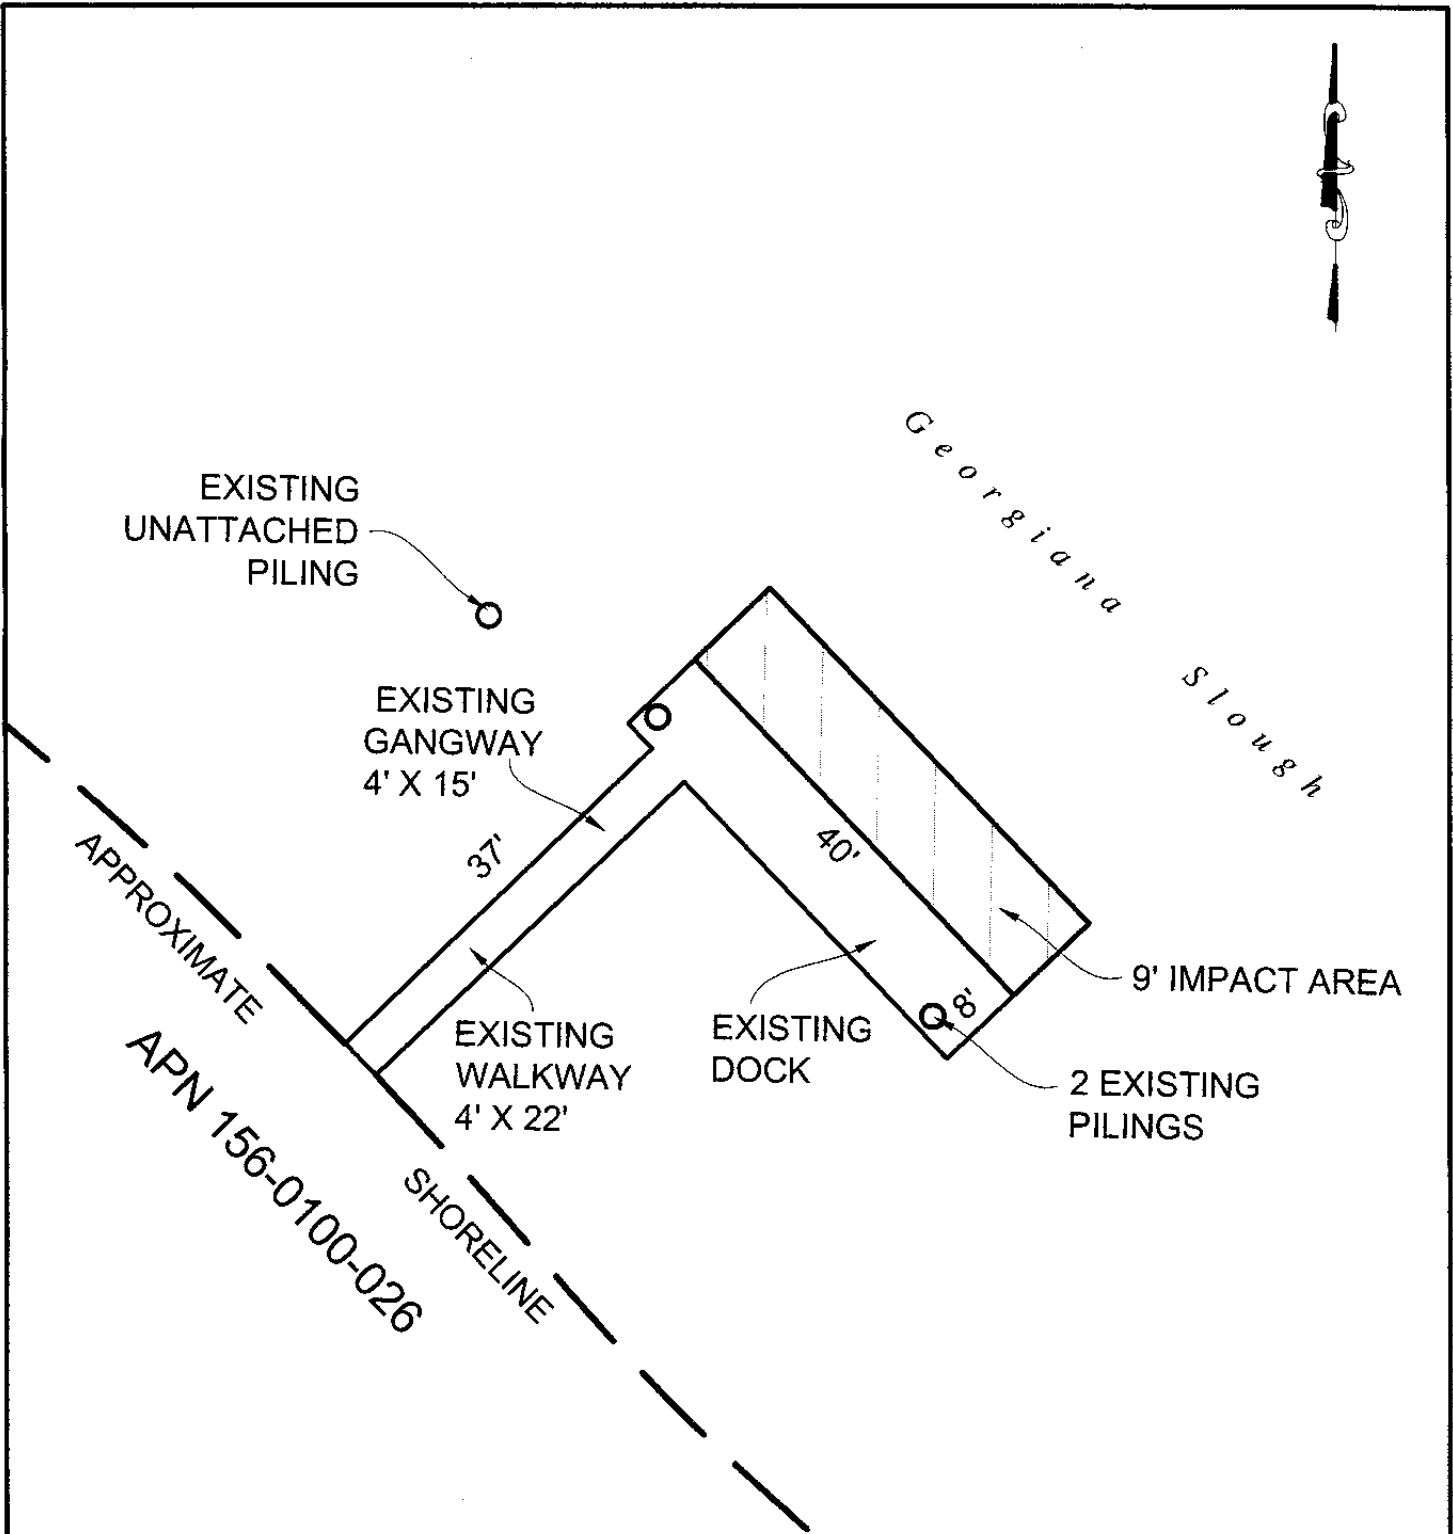 Georgiana Slough
EXISTING
UNATTACHED
PILING
EXISTING
GANGWAY
4' X 15'
37'
40'
APPROXIMATE
9' IMPACT AREA
8'
EXISTING
WALKWAY
4' X 22'
EXISTING
DOCK
2 EXISTING
PILINGS
APN 156-0100-026
SHORELINE